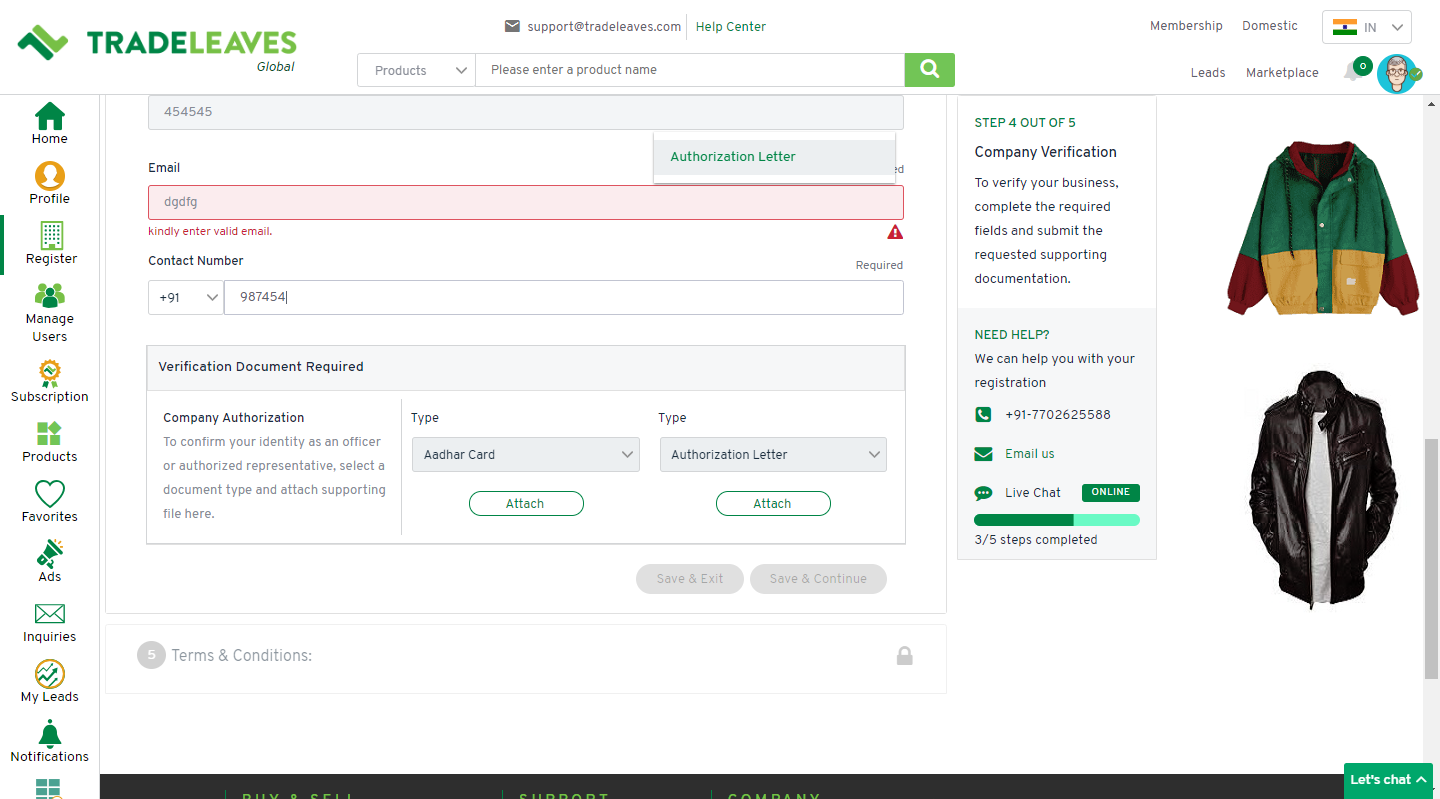 support@tradeleaves.com
Help Center
Membership
Domestic
IN
TRADELEAVES
Global
Products
Please enter a product name
Leads
Marketplace
0
Home
Profile
Register
Manage
Users
Subscription
Products
Favorites
Ads
Inquiries
My Leads
Notifications
454545
Authorization Letter
Email
ed
dgdfg
kindly enter valid email.
Contact Number
Required
+91
987454
Verification Document Required
Company Authorization
To confirm your identity as an officer
or authorized representative, select a
document type and attach supporting
file here.
Type
Aadhar Card
Attach
Type
Authorization Letter
Attach
Save & Exit
Save & Continue
5 Terms & Conditions:
STEP 4 OUT OF 5
Company Verification
To verify your business,
complete the required
fields and submit the
requested supporting
documentation.
NEED HELP?
We can help you with your
registration
+91-7702625588
Email us
Live Chat
ONLINE
3/5 steps completed
BUY & SELL
SUPPORT
COMPANY
Let's chat